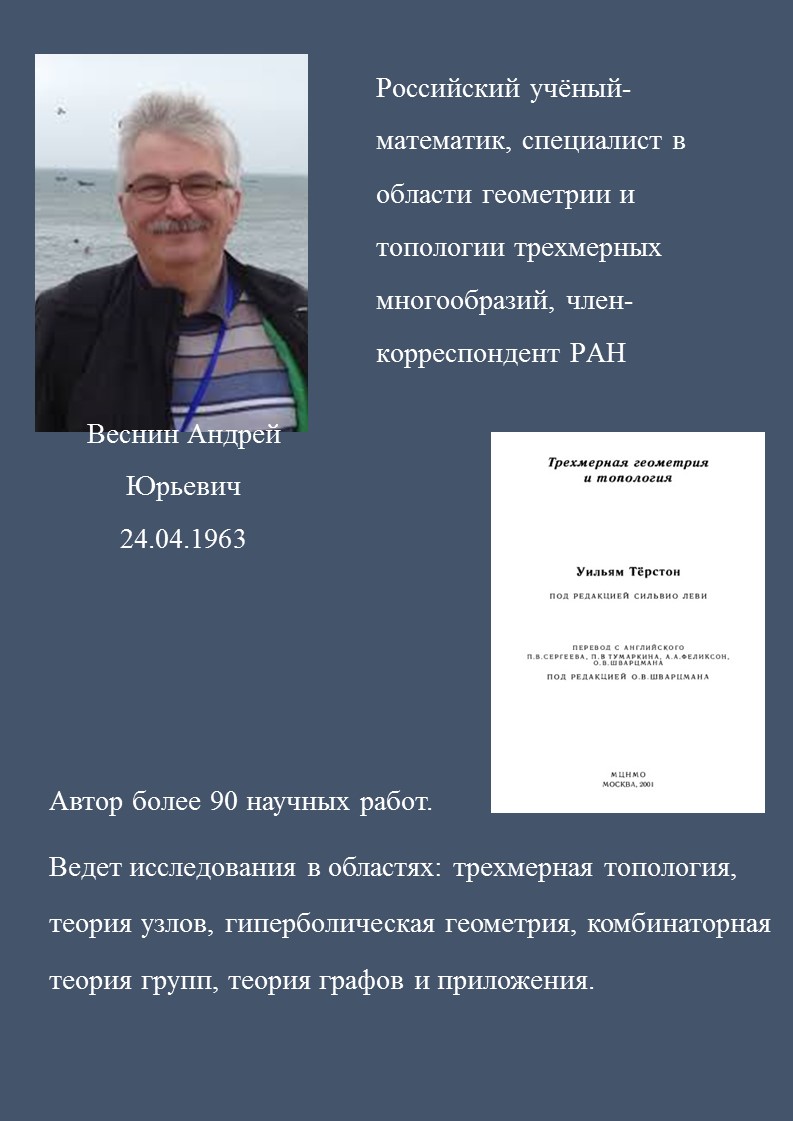 Российский учёный-
математик, специалист в
области геометрии и
топологии трехмерных
многообразий, член-
корреспондент РАН
Веснин Андрей
Юрьевич
24.04.1963
Трехмерная геометрия
и топология
Уильям Тёрстон
ПОД РЕДАКЦИЕЙ СИЛЬВИО ЛЕВИ
ПЕРЕВОД С АНГЛИЙСКОГО
П.В.СЕРГЕЕВА, П.В ТУМАРКИНА, А.А.ФЕЛИКСОН,
О.В.ШВАРЦМАНА
ПОД РЕДАКЦИЕЙ О.В.ШВАРЦМАНА
МЦНМО
МОСКВА, 2001
Автор более 90 научных работ.
Ведет исследования в областях: трехмерная топология,
теория узлов, гиперболическая геометрия, комбинаторная
теория групп, теория графов и приложения.